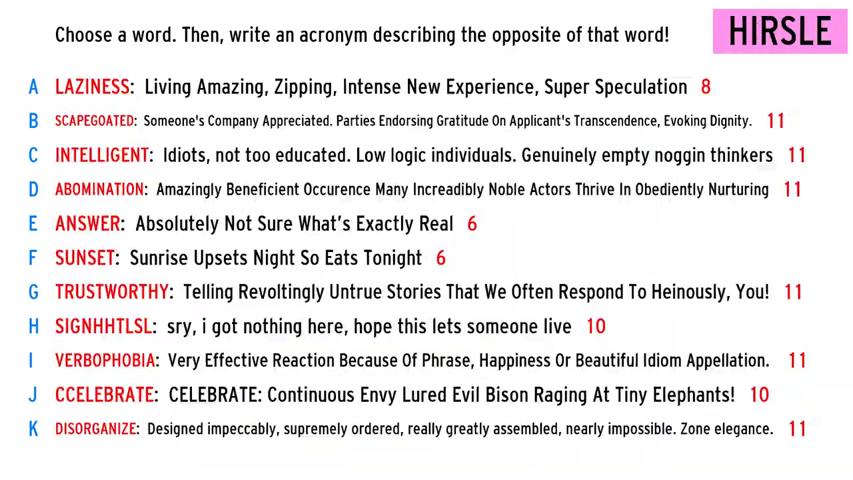 Choose a word. Then, write an acronym describing the opposite of that word!
HIRSLE
A LAZINESS: Living Amazing, Zipping, Intense New Experience, Super Speculation 8
B SCAPEGOATED: Someone's Company Appreciated. Parties Endorsing Gratitude On Applicant's Transcendence, Evoking Dignity. 11
C INTELLIGENT: Idiots, not too educated. Low logic individuals. Genuinely empty noggin thinkers 11
D ABOMINATION: Amazingly Beneficient Occurence Many Increadibly Noble Actors Thrive In Obediently Nurturing 11
E ANSWER: Absolutely Not Sure What's Exactly Real 6
F SUNSET: Sunrise Upsets Night So Eats Tonight 6
G TRUSTWORTHY: Telling Revoltingly Untrue Stories That We Often Respond To Heinously, You! 11
H SIGNHHTLSL: sry, i got nothing here, hope this lets someone live 10
I VERBOPHOBIA: Very Effective Reaction Because Of Phrase, Happiness Or Beautiful Idiom Appellation. 11
J CCELEBRATE: CELEBRATE: Continuous Envy Lured Evil Bison Raging At Tiny Elephants! 10
K DISORGANIZE: Designed impeccably, supremely ordered, really greatly assembled, nearly impossible. Zone elegance. 11